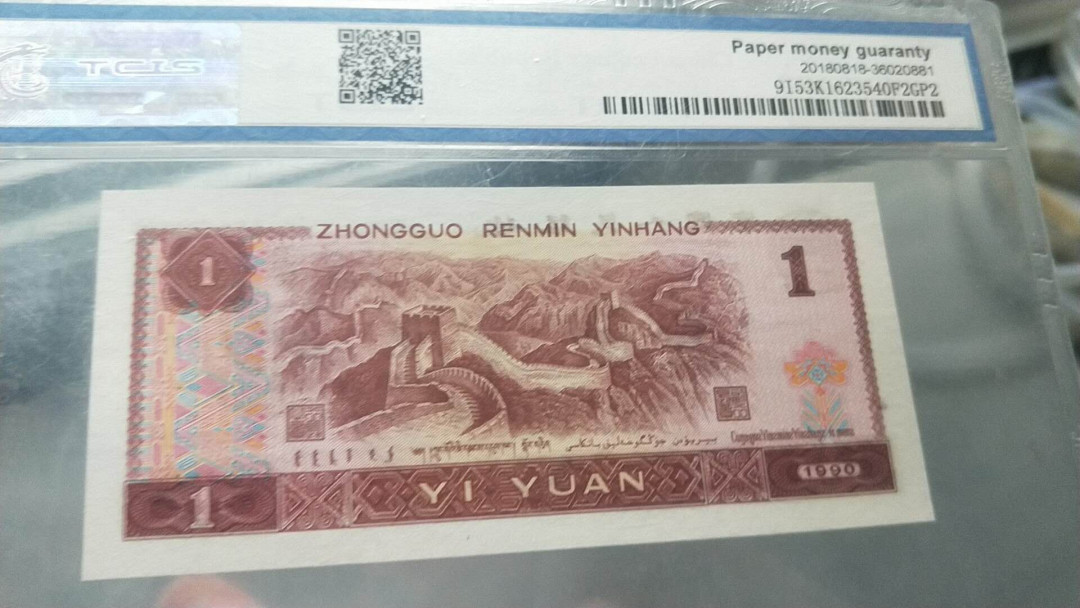 TCIS
Paper money guaranty
20180818-36020881
9I53K1623540F2GP2
ZHONGGUO RENMIN YINHANG
1
1
YI YUAN
1990
1